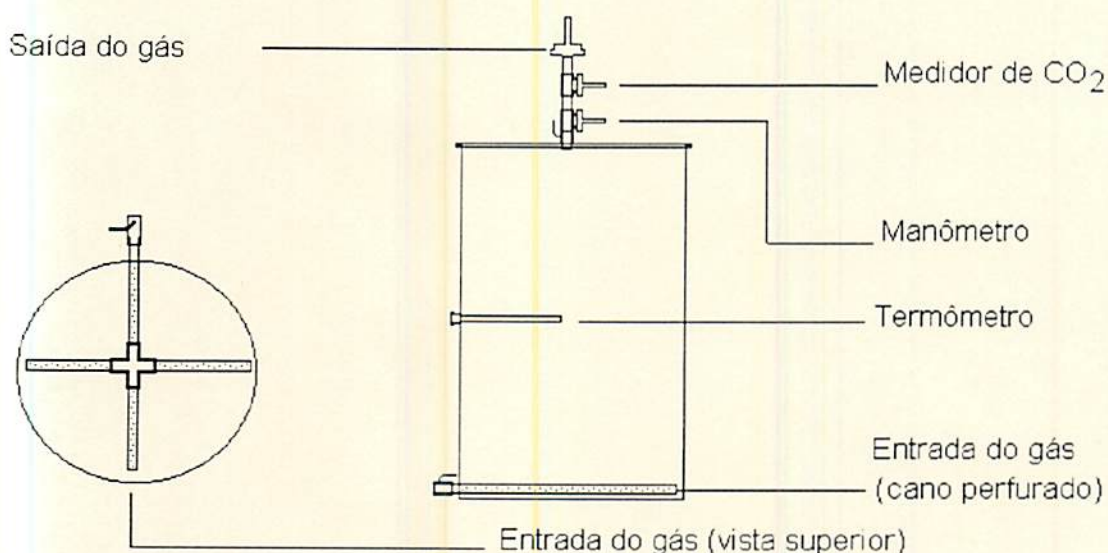 Saída do gás
Medidor de CO2
Manômetro
Termômetro
Entrada do gás
(cano perfurado)
Entrada do gás (vista superior)